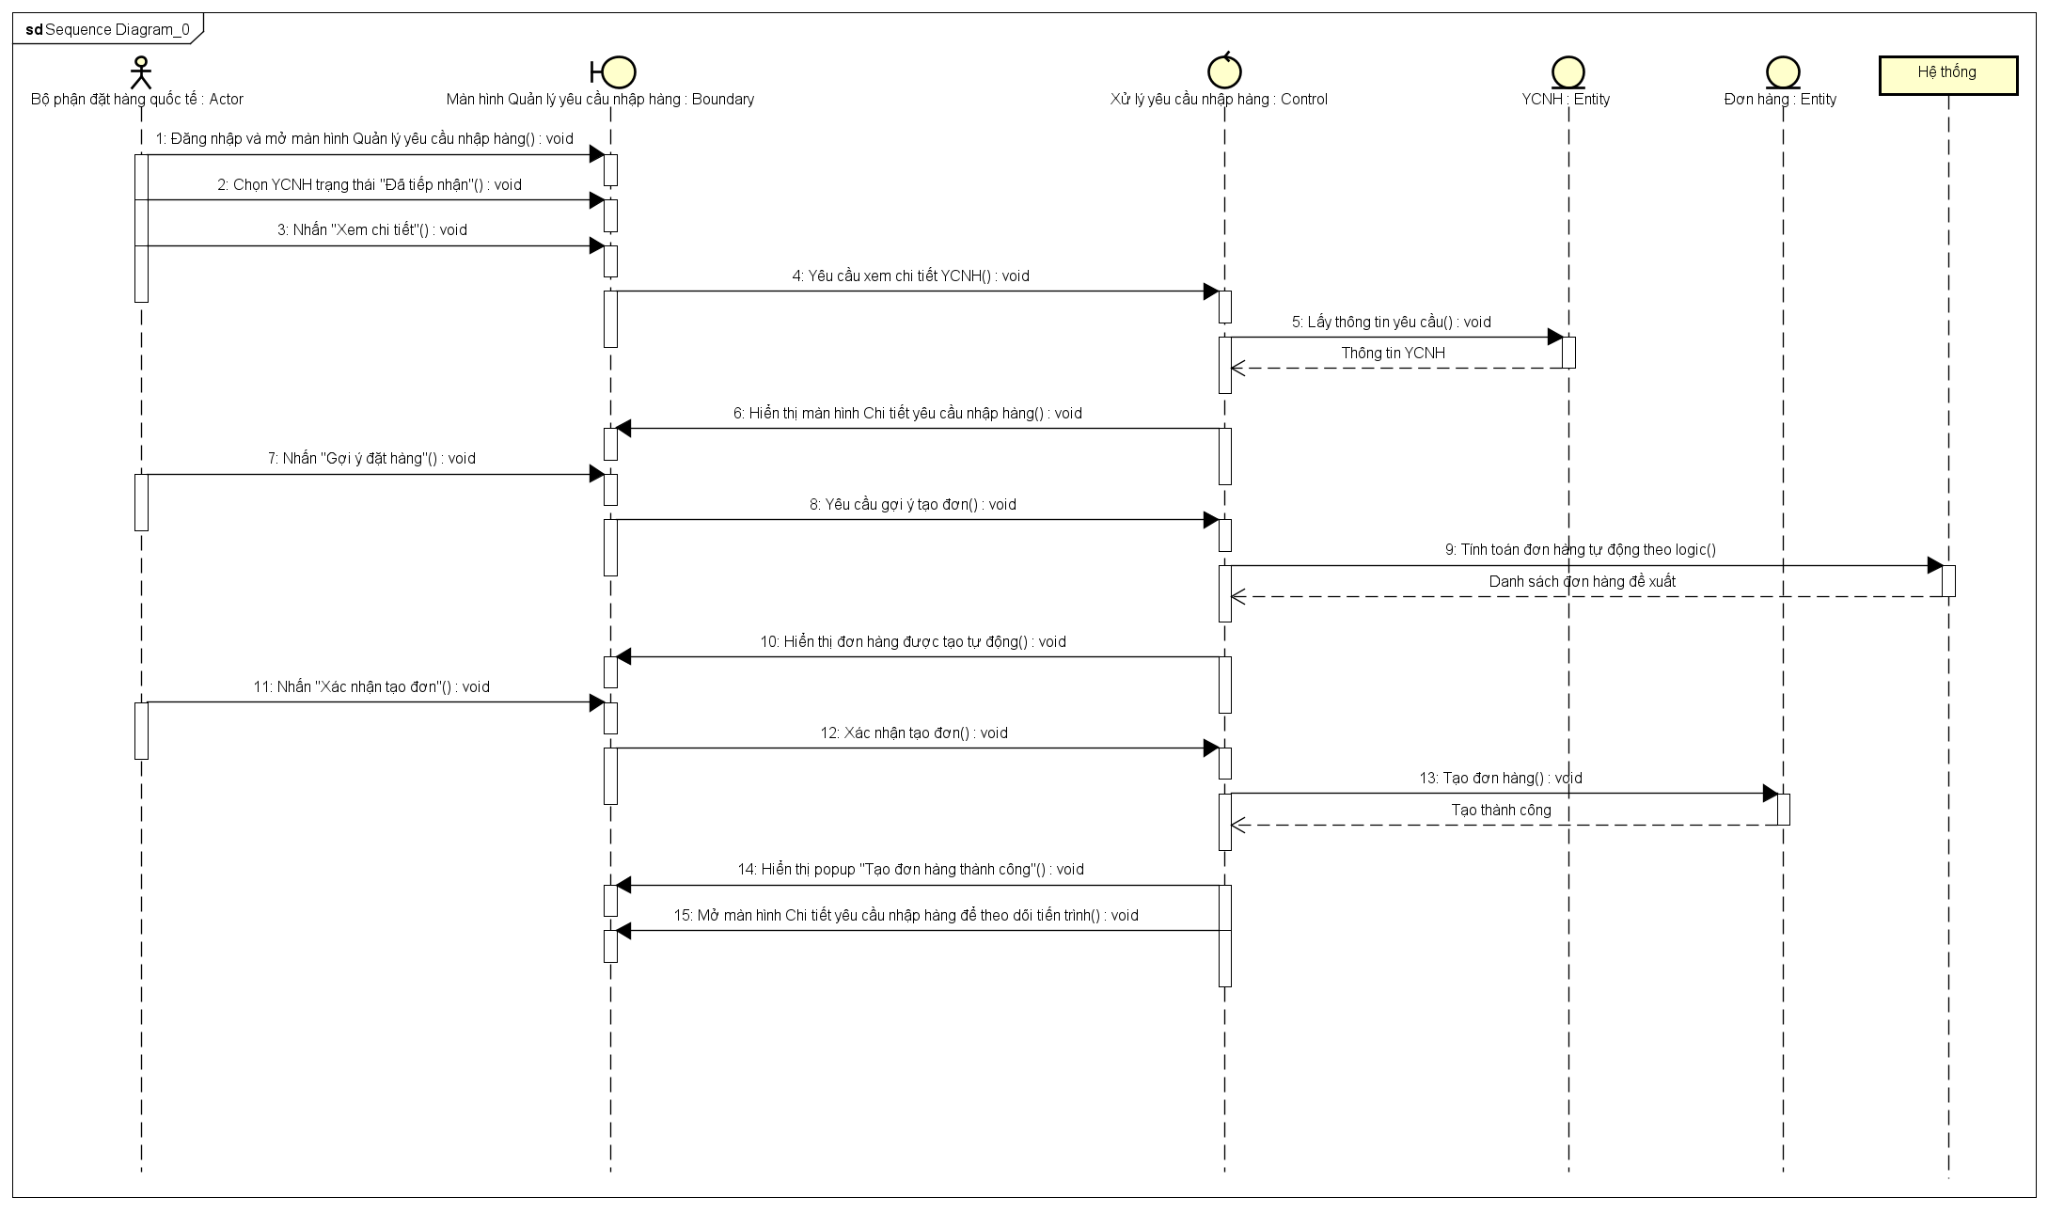 sd Sequence Diagram_0
Bộ phận đặt hàng quốc tế : Actor
Màn hình Quản lý yêu cầu nhập hàng : Boundary
Xử lý yêu cầu nhập hàng : Control
YCNH : Entity
Đơn hàng : Entity
Hệ thống
1: Đăng nhập và mở màn hình Quản lý yêu cầu nhập hàng() : void
2: Chọn YCNH trạng thái "Đã tiếp nhận"() : void
3: Nhấn "Xem chi tiết"() : void
4: Yêu cầu xem chi tiết YCNH() : void
5: Lấy thông tin yêu cầu() : void
Thông tin YCNH
6: Hiển thị màn hình Chi tiết yêu cầu nhập hàng() : void
7: Nhấn "Gợi ý đặt hàng"() : void
8: Yêu cầu gợi ý tạo đơn() : void
9: Tính toán đơn hàng tự động theo logic()
Danh sách đơn hàng đề xuất
10: Hiển thị đơn hàng được tạo tự động() : void
11: Nhấn "Xác nhận tạo đơn"() : void
12: Xác nhận tạo đơn() : void
13: Tạo đơn hàng() : void
Tạo thành công
14: Hiển thị popup "Tạo đơn hàng thành công"() : void
15: Mở màn hình Chi tiết yêu cầu nhập hàng để theo dõi tiến trình() : void